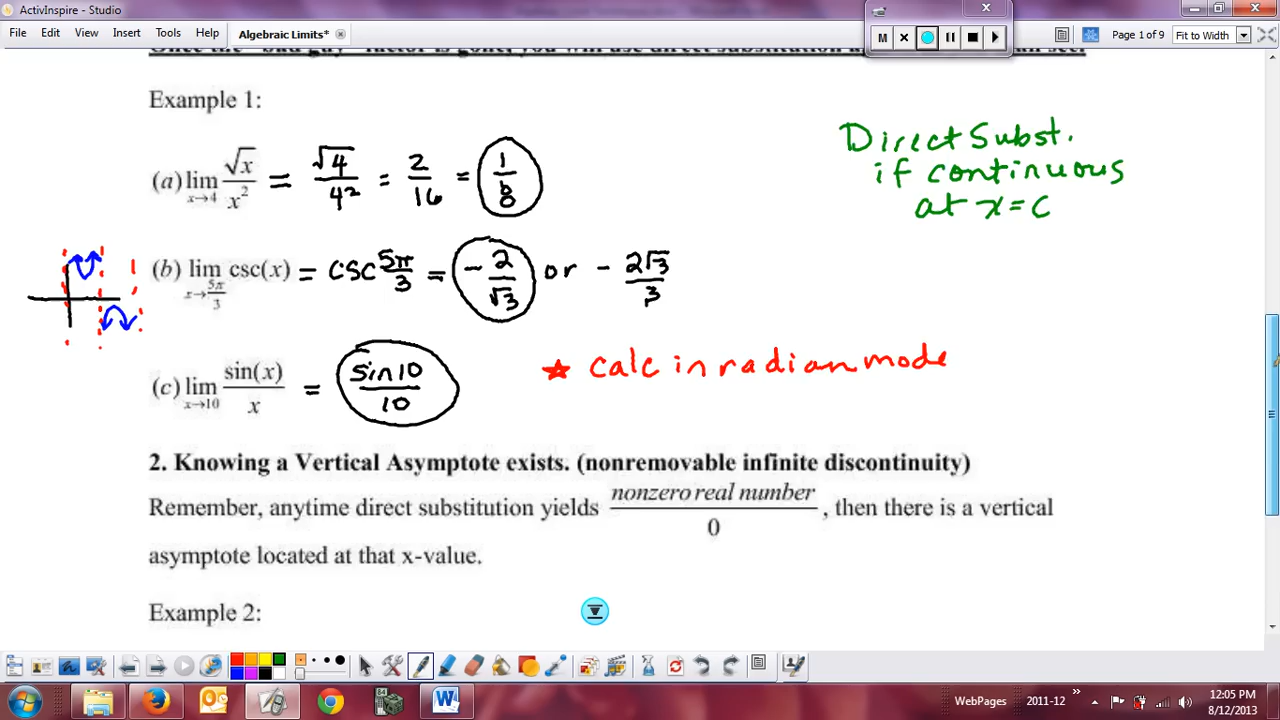 ActivInspire - Studio
File Edit View Insert Tools Help Algebraic Limits* Page 1 of 9 Fit to Width
M
Example 1:
Direct Subst.
if continuous
at x = c
(a) lim x→4 √x / x² = √4 / 4² = 2/16 = 1/8
(b) lim x→5π/3 csc(x) = csc 5π/3 = - 2/√3 or - 2√3/3
(c) lim x→10 sin(x)/x = sin10/10
★ calc in radian mode
2. Knowing a Vertical Asymptote exists. (nonremovable infinite discontinuity)
Remember, anytime direct substitution yields nonzero real number / 0 , then there is a vertical
asymptote located at that x-value.
Example 2:
WebPages 2011-12 12:05 PM
8/12/2013